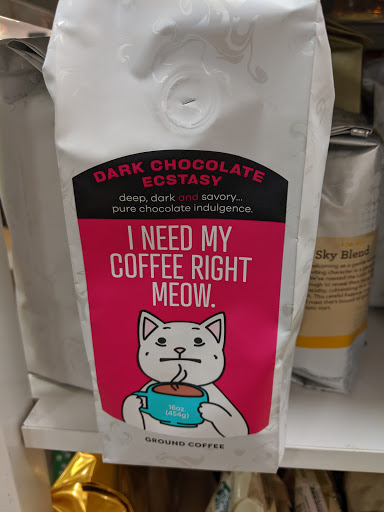 DARK CHOCOLATE
ECSTASY
deep, dark and savory...
pure chocolate indulgence.
I NEED MY
COFFEE RIGHT
MEOW.
16oz
(454g)
GROUND COFFEE
Sky Blend